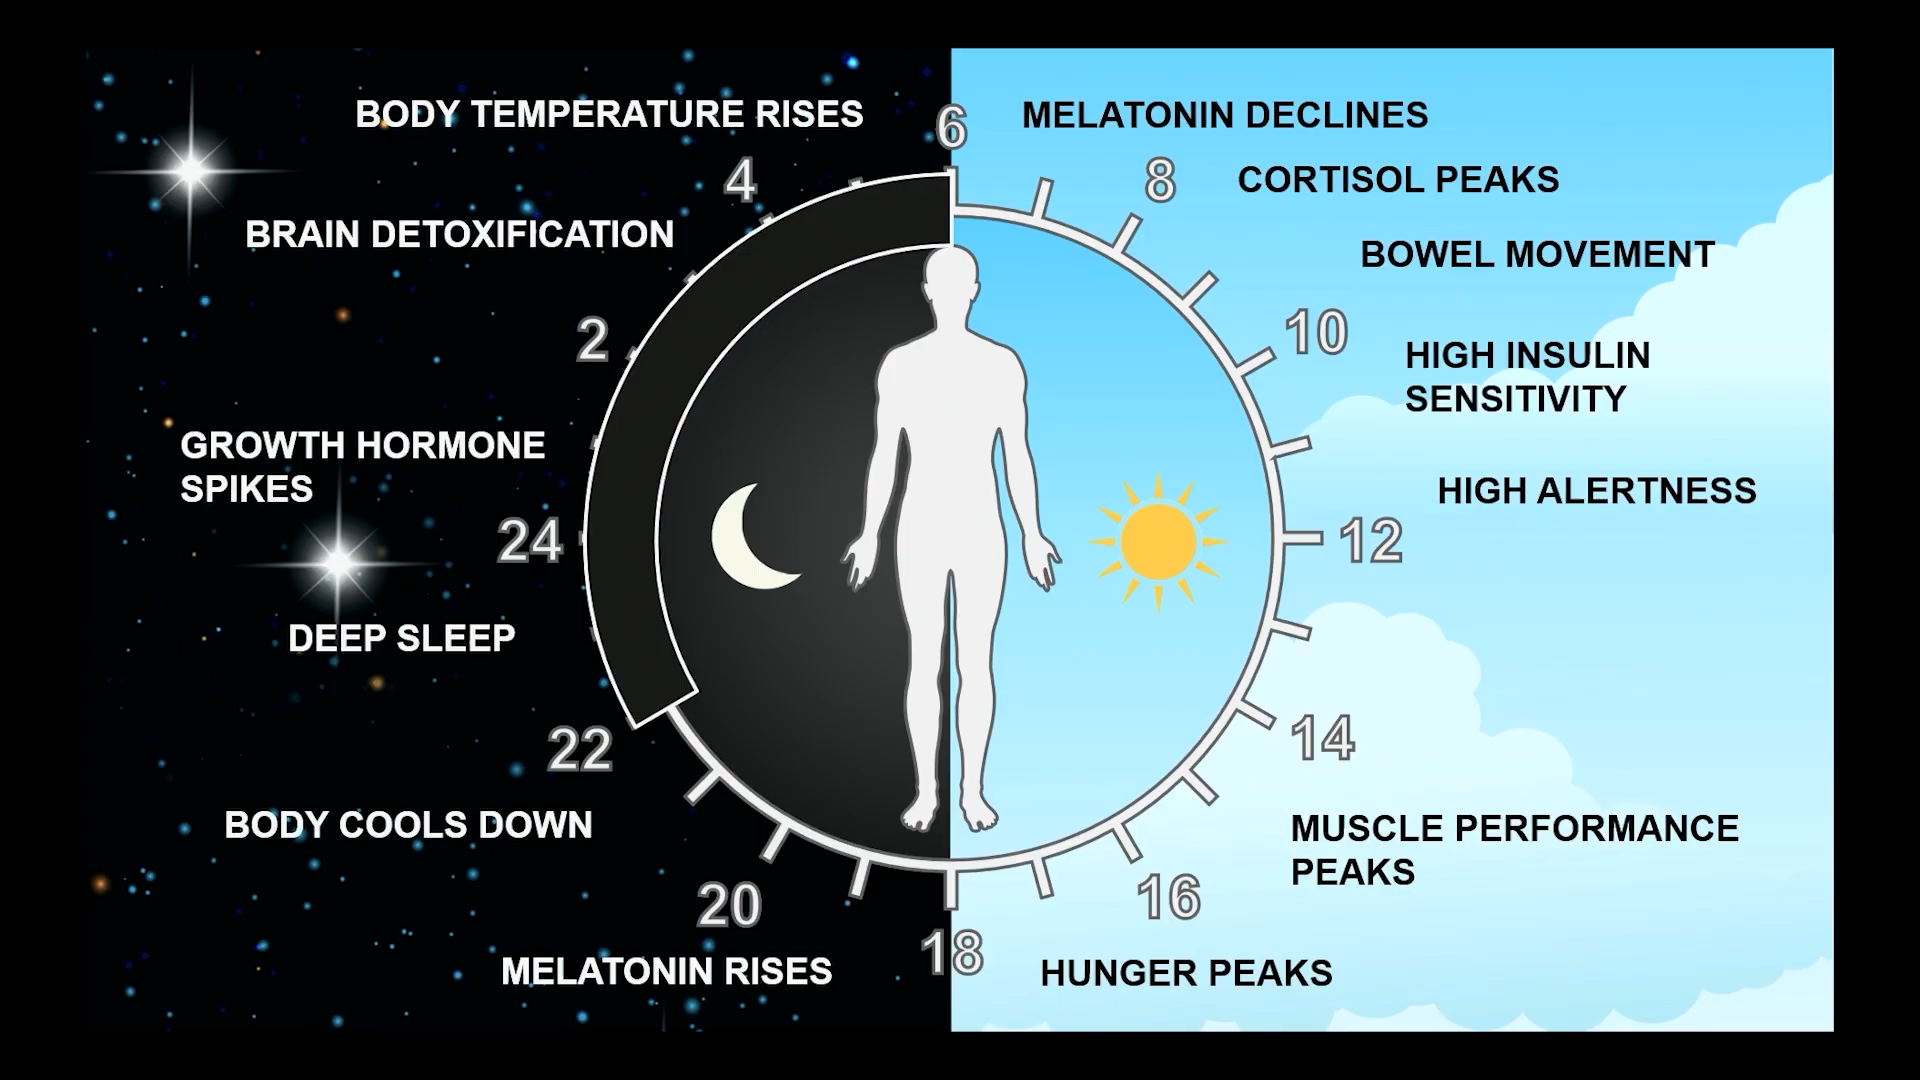 BODY TEMPERATURE RISES
6
MELATONIN DECLINES
4
8
CORTISOL PEAKS
BRAIN DETOXIFICATION
BOWEL MOVEMENT
2
10
HIGH INSULIN
SENSITIVITY
GROWTH HORMONE
SPIKES
HIGH ALERTNESS
24
12
DEEP SLEEP
22
14
BODY COOLS DOWN
MUSCLE PERFORMANCE
PEAKS
20
16
18
MELATONIN RISES
HUNGER PEAKS